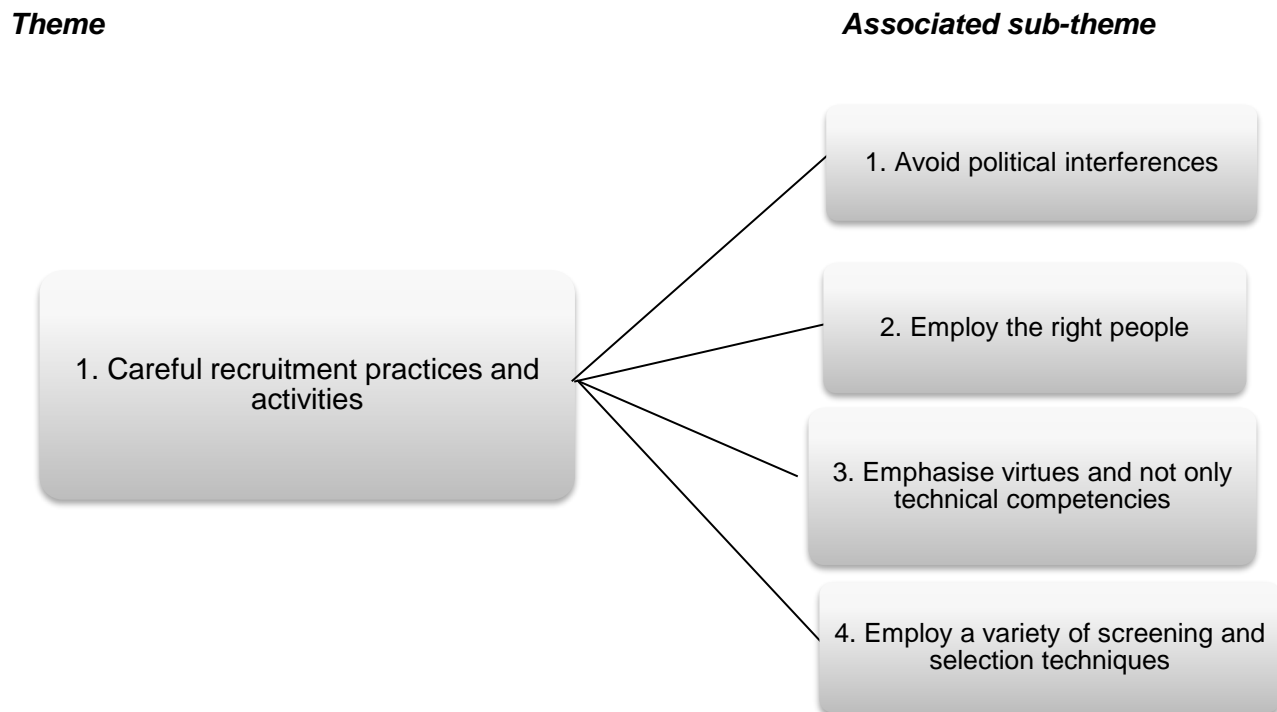 Theme
Associated sub-theme
1. Careful recruitment practices and
activities
1. Avoid political interferences
2. Employ the right people
3. Emphasise virtues and not only
technical competencies
4. Employ a variety of screening and
selection techniques